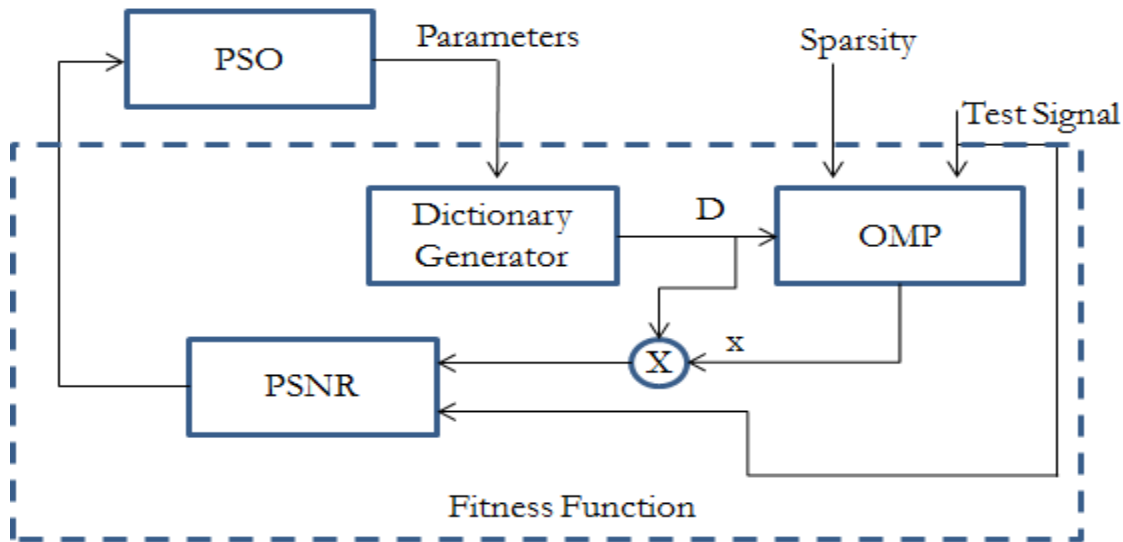 PSO
Parameters
Sparsity
Test Signal
Dictionary
Generator
D
OMP
X
x
PSNR
Fitness Function